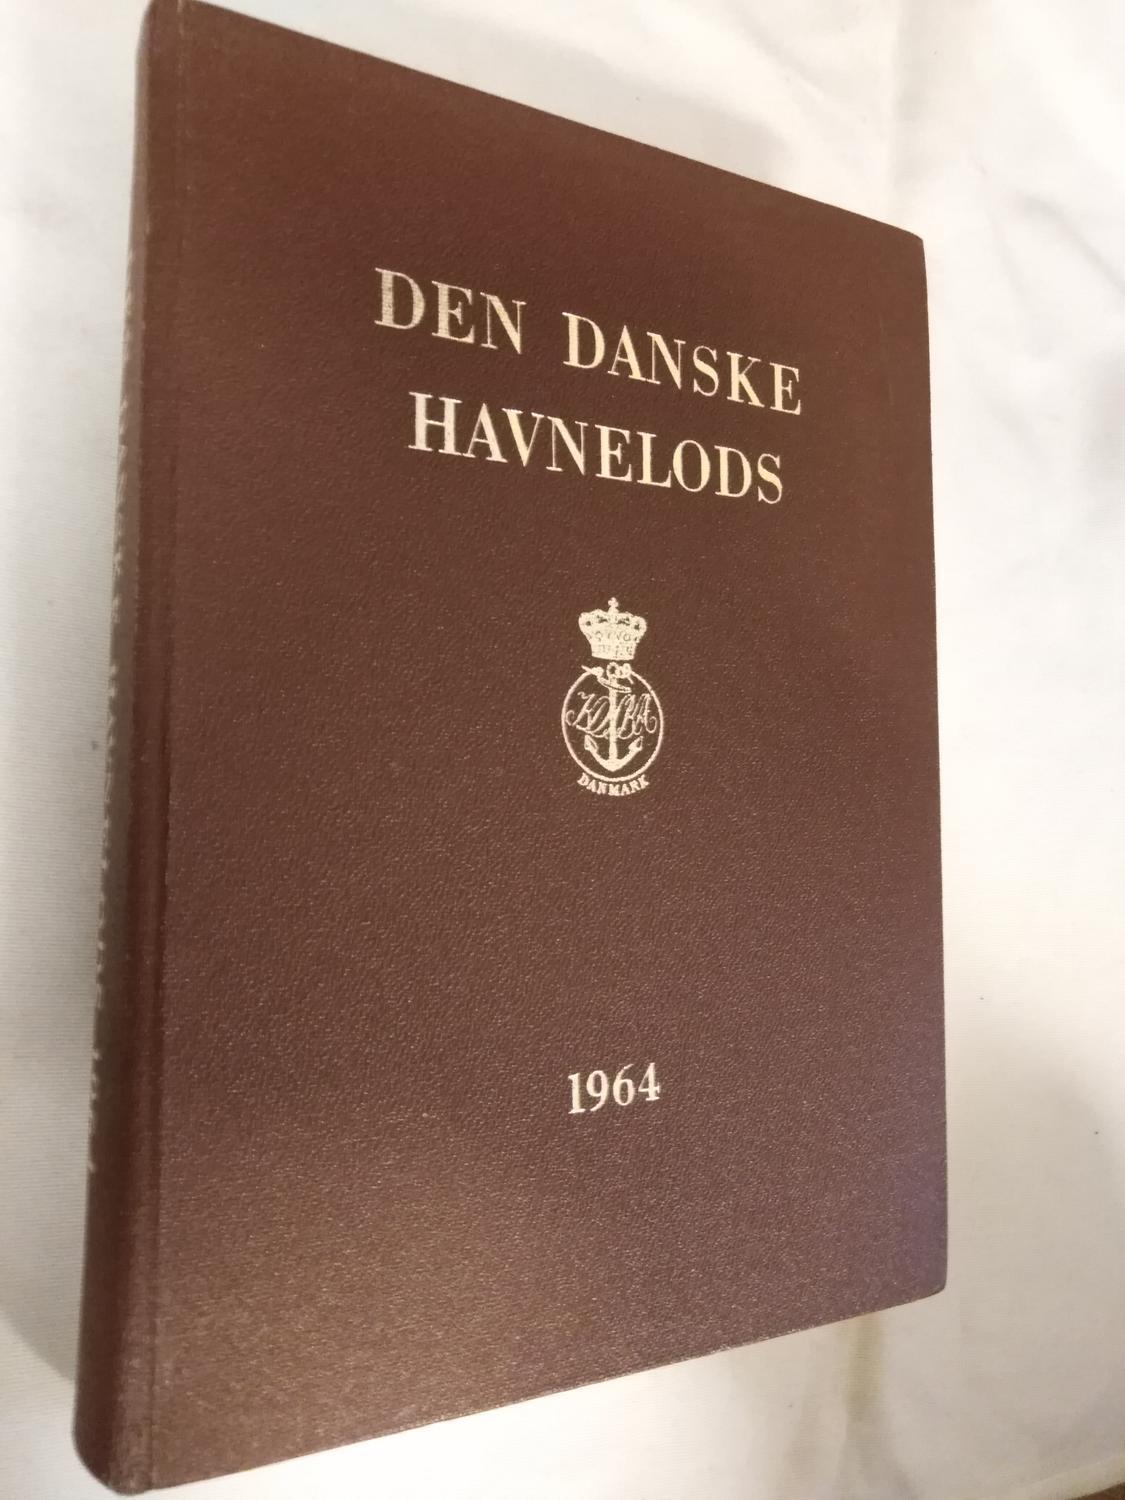 DEN DANSKE
HAVNELODS
DANMARK
1964